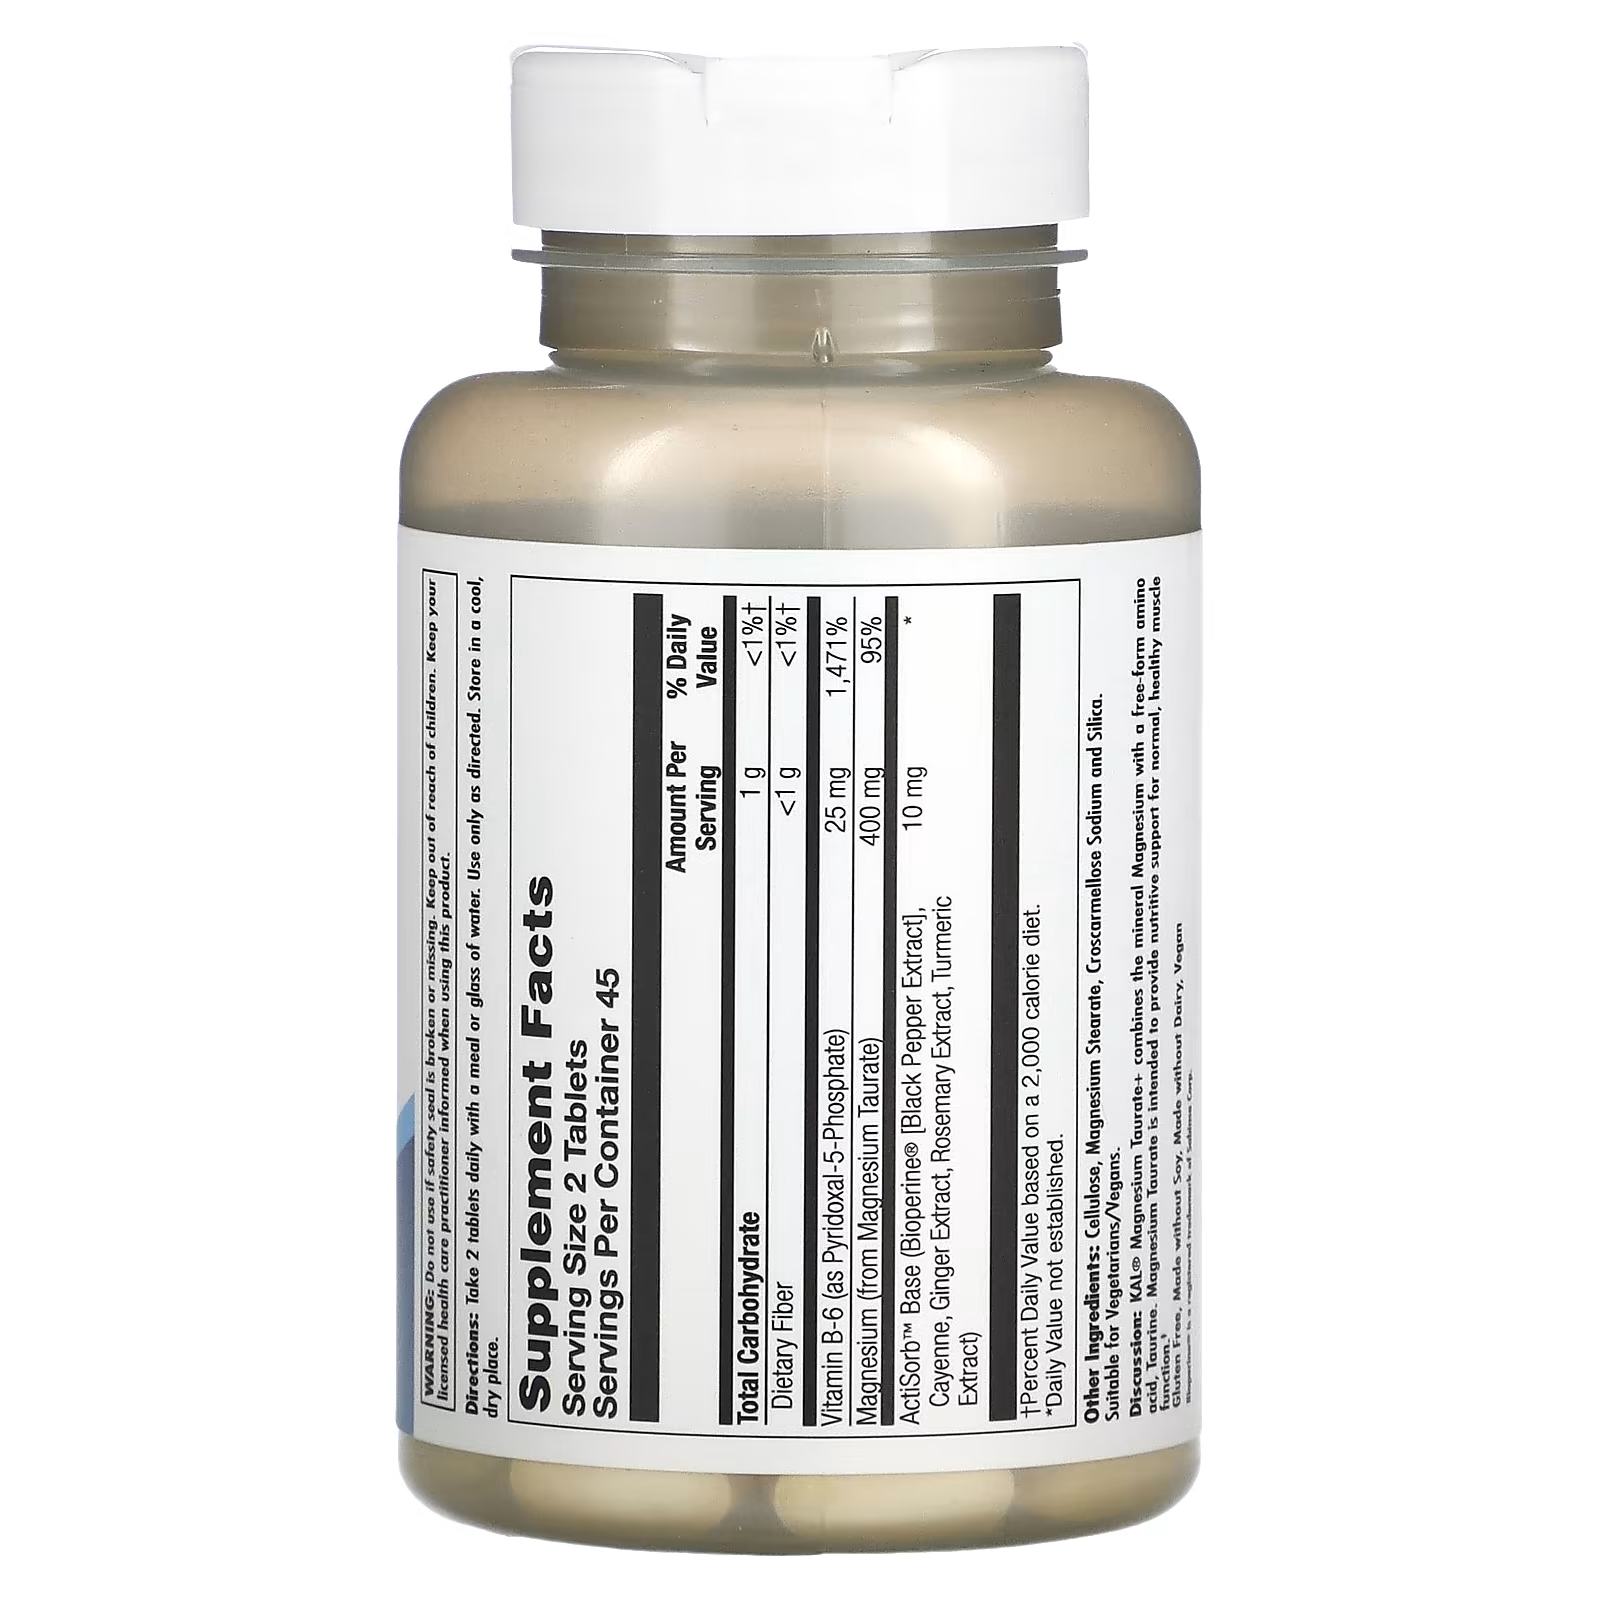 WARNING: Do not use if safety seal is broken or missing. Keep out of reach of children. Keep your
licensed health care practitioner informed when using this product.
Directions: Take 2 tablets daily with a meal or glass of water. Use only as directed. Store in a cool,
dry place.
Supplement Facts
Serving Size 2 Tablets
Servings Per Container 45
Amount Per Serving % Daily Value
Total Carbohydrate 1 g <1%†
Dietary Fiber <1 g <1%†
Vitamin B-6 (as Pyridoxal-5-Phosphate) 25 mg 1,471%
Magnesium (from Magnesium Taurate) 400 mg 95%
ActiSorb™ Base (Bioperine® [Black Pepper Extract], 10 mg *
Cayenne, Ginger Extract, Rosemary Extract, Turmeric
Extract)
†Percent Daily Value based on a 2,000 calorie diet.
*Daily Value not established.
Other Ingredients: Cellulose, Magnesium Stearate, Croscarmellose Sodium and Silica.
Suitable for Vegetarians/Vegans.
Discussion: KAL® Magnesium Taurate+ combines the mineral Magnesium with a free-form amino
acid, Taurine. Magnesium Taurate is intended to provide nutritive support for normal, healthy muscle
function.¹
Gluten Free, Made without Soy, Made without Dairy, Vegan
Bioperine® is a registered trademark of Sabinsa Corp.